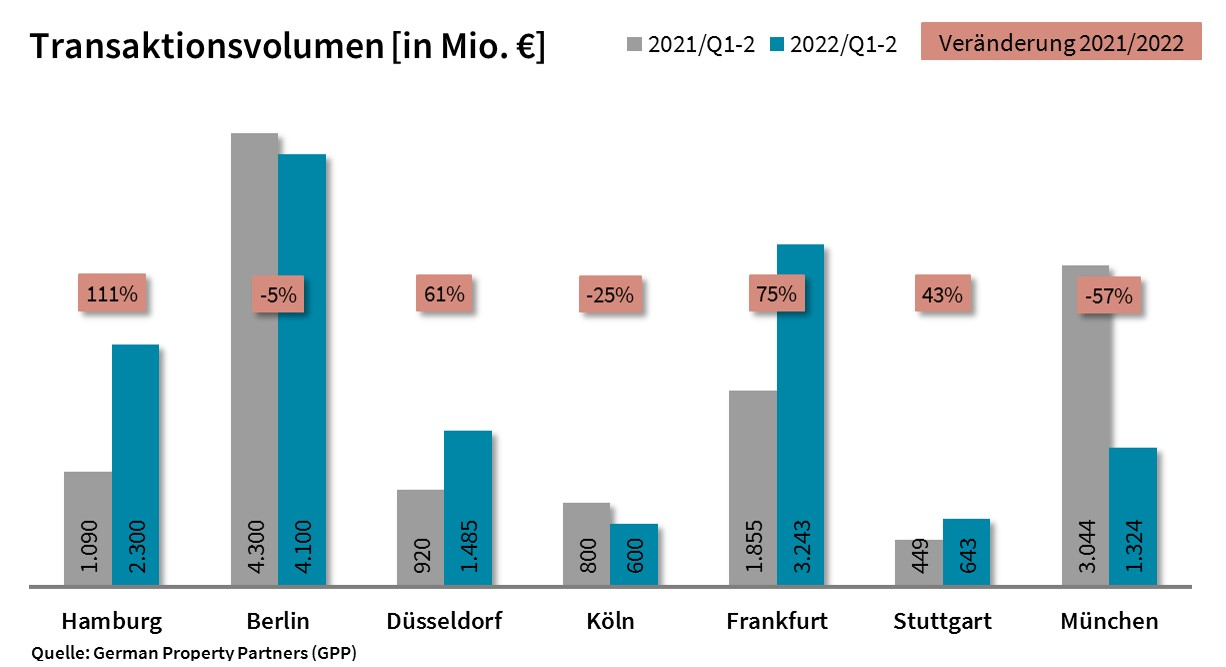 Transaktionsvolumen [in Mio. €]
2021/Q1-2 2022/Q1-2
Veränderung 2021/2022
111% -5% 61% -25% 75% 43% -57%
1.090 2.300 4.300 4.100 920 1.485 800 600 1.855 3.243 449 643 3.044 1.324
Hamburg Berlin Düsseldorf Köln Frankfurt Stuttgart München
Quelle: German Property Partners (GPP)